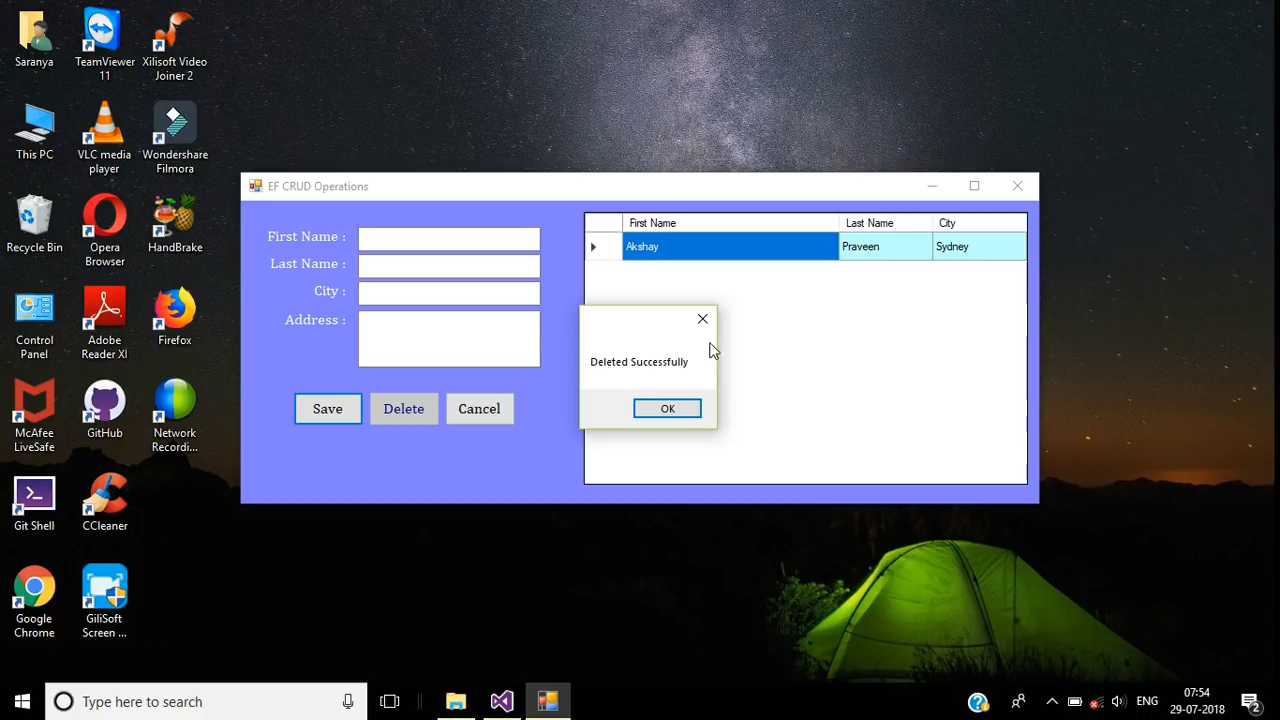 Saranya
TeamViewer
11
Xilisoft Video
Joiner 2
This PC
VLC media
player
Wondershare
Filmora
Recycle Bin
Opera
Browser
HandBrake
Control
Panel
Adobe
Reader XI
Firefox
McAfee
LiveSafe
GitHub
Network
Recordi...
Git Shell
CCleaner
Google
Chrome
GiliSoft
Screen ...
EF CRUD Operations
First Name :
Last Name :
City :
Address :
Save
Delete
Cancel
First Name Last Name City
Akshay Praveen Sydney
Deleted Successfully
OK
Type here to search
ENG
07:54
29-07-2018
2